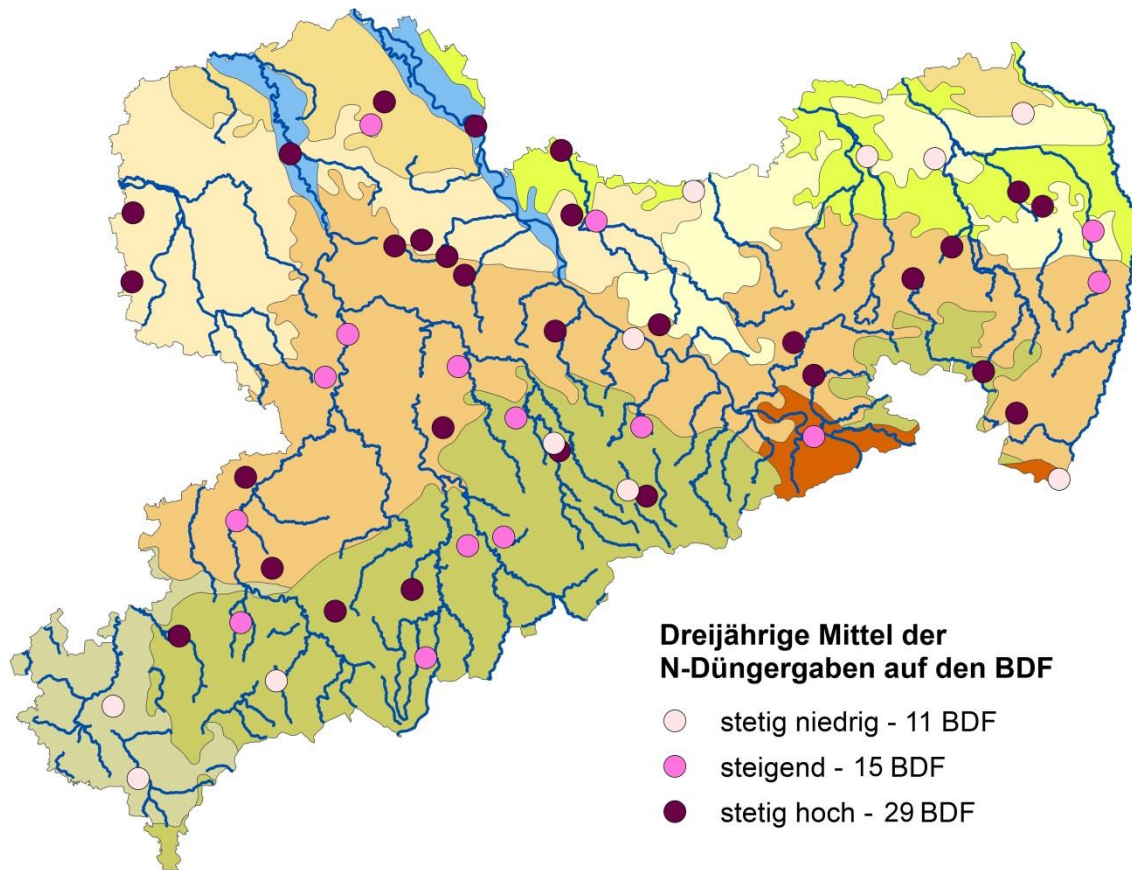 Dreijährige Mittel der
N-Düngergaben auf den BDF
stetig niedrig - 11 BDF
steigend - 15 BDF
stetig hoch - 29 BDF